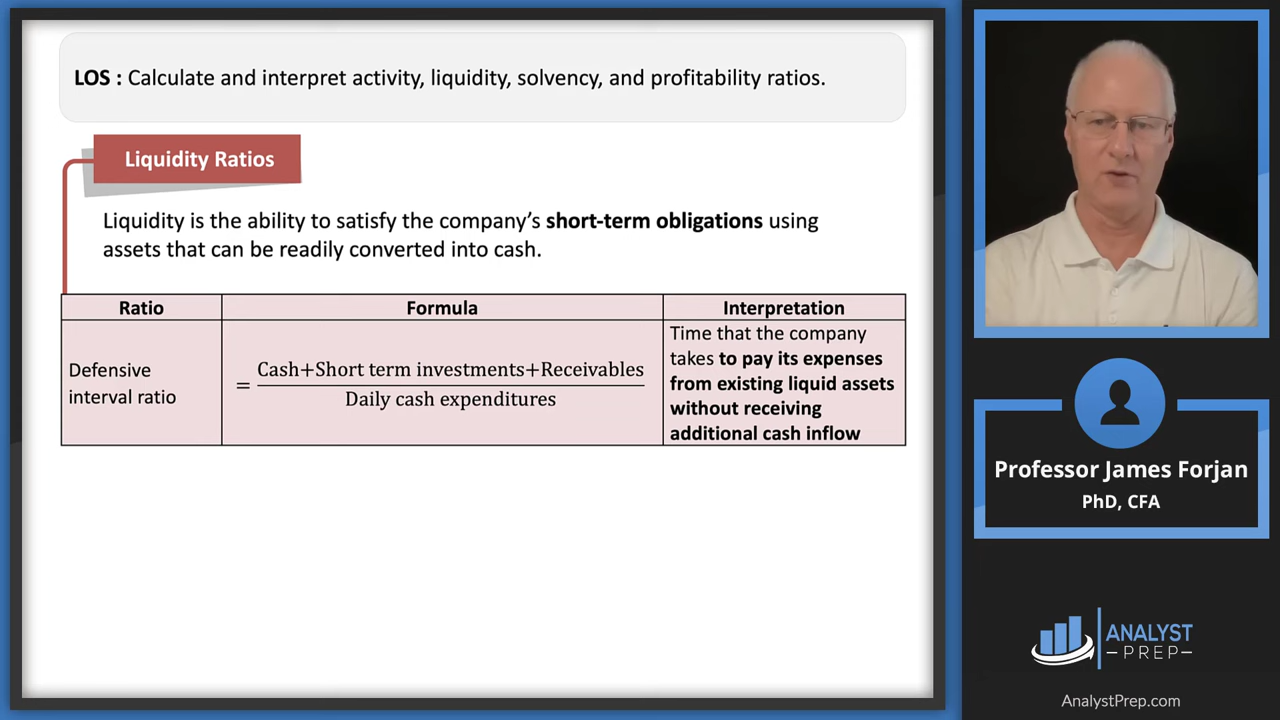 LOS : Calculate and interpret activity, liquidity, solvency, and profitability ratios.
Liquidity Ratios
Liquidity is the ability to satisfy the company’s short-term obligations using
assets that can be readily converted into cash.
Ratio
Formula
Interpretation
Defensive
interval ratio
= Cash+Short term investments+Receivables
Daily cash expenditures
Time that the company
takes to pay its expenses
from existing liquid assets
without receiving
additional cash inflow
Professor James Forjan
PhD, CFA
ANALYST
–PREP–
AnalystPrep.com